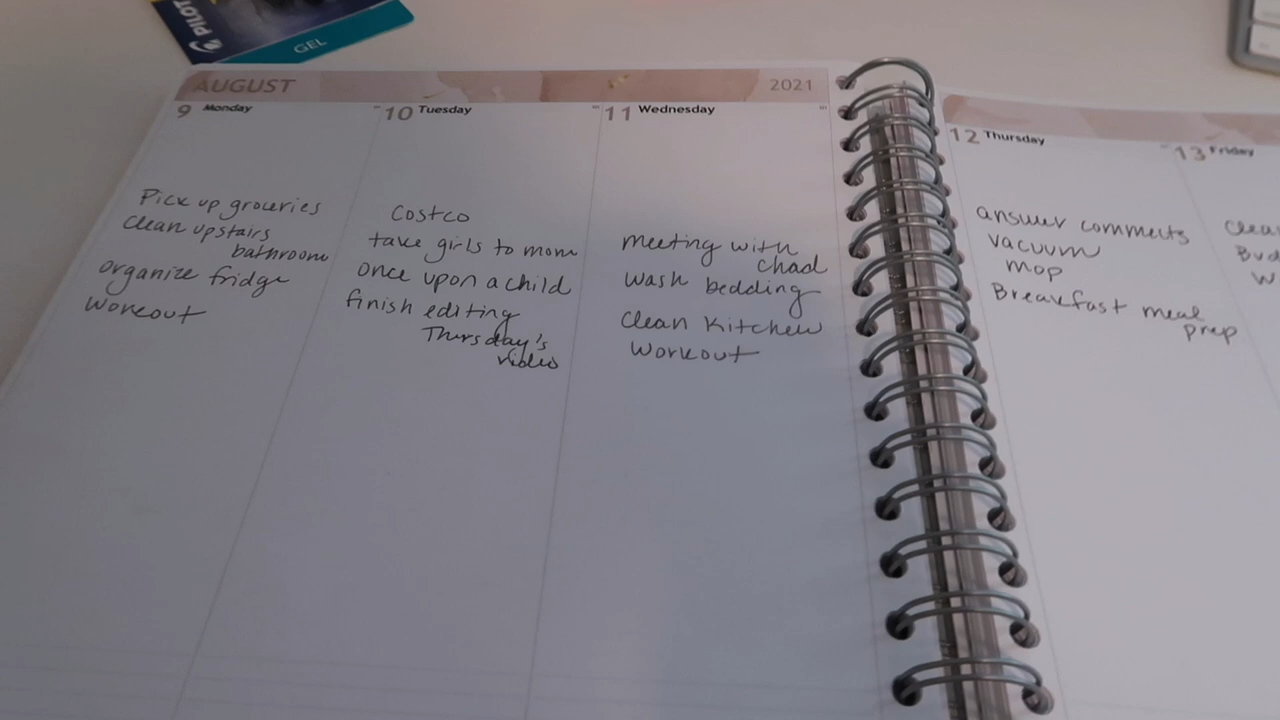 PILOT
GEL
AUGUST
2021
9 Monday
Pick up groceries
Clean upstairs
bathroom
organize fridge
Workout
10 Tuesday
Costco
take girls to mom
once upon a child
finish editing
Thursday's
video
11 Wednesday
meeting with
chad
wash bedding
Clean Kitchen
Workout
12 Thursday
answer comments
vacuum
mop
Breakfast meal
prep
13 Friday